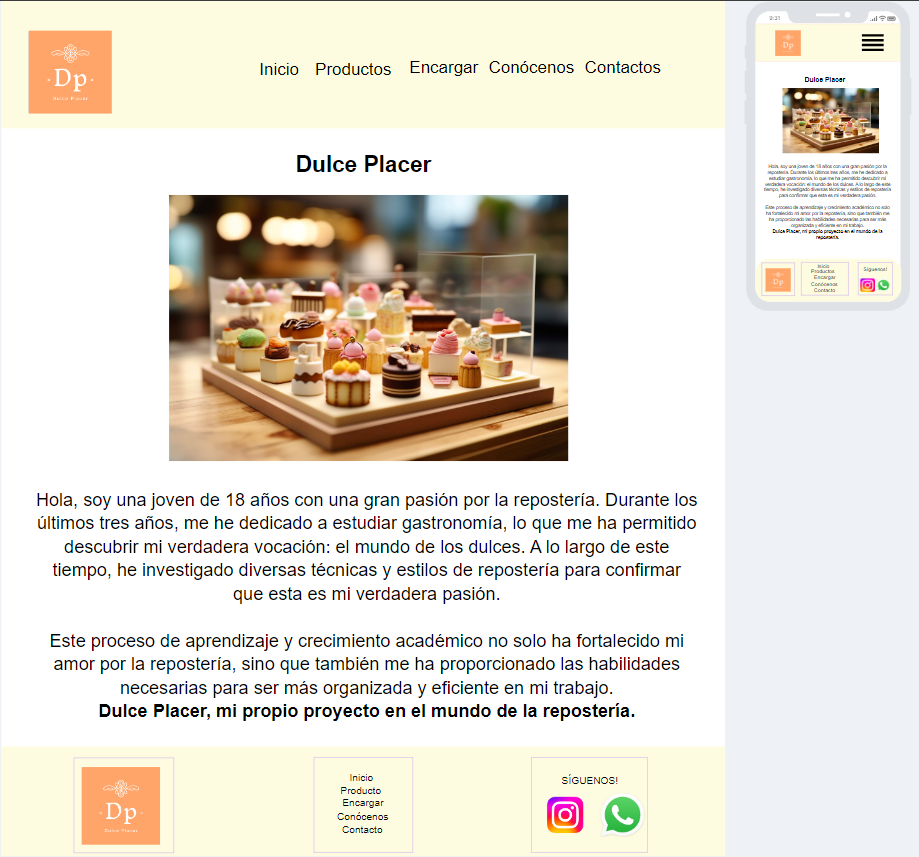 Dp
Dulce Placer
Inicio Productos Encargar Conócenos Contactos
Dulce Placer
Hola, soy una joven de 18 años con una gran pasión por la repostería. Durante los
últimos tres años, me he dedicado a estudiar gastronomía, lo que me ha permitido
descubrir mi verdadera vocación: el mundo de los dulces. A lo largo de este
tiempo, he investigado diversas técnicas y estilos de repostería para confirmar
que esta es mi verdadera pasión.
Este proceso de aprendizaje y crecimiento académico no solo ha fortalecido mi
amor por la repostería, sino que también me ha proporcionado las habilidades
necesarias para ser más organizada y eficiente en mi trabajo.
Dulce Placer, mi propio proyecto en el mundo de la repostería.
Dp
Dulce Placer
Inicio
Producto
Encargar
Conócenos
Contacto
SÍGUENOS!
9:21
Dp
Dulce Placer
Hola, soy una joven de 18 años con una gran pasión por la
repostería. Durante los últimos tres años, me he dedicado a
estudiar gastronomía, lo que me ha permitido descubrir mi
verdadera vocación: el mundo de los dulces. A lo largo de este
tiempo, he investigado diversas técnicas y estilos de repostería
para confirmar que esta es mi verdadera pasión.
Este proceso de aprendizaje y crecimiento académico no solo
ha fortalecido mi amor por la repostería, sino que también me
ha proporcionado las habilidades necesarias para ser más
organizada y eficiente en mi trabajo.
Dulce Placer, mi propio proyecto en el mundo de la
repostería.
Dp
Inicio
Productos
Encargar
Conócenos
Contacto
Síguenos!